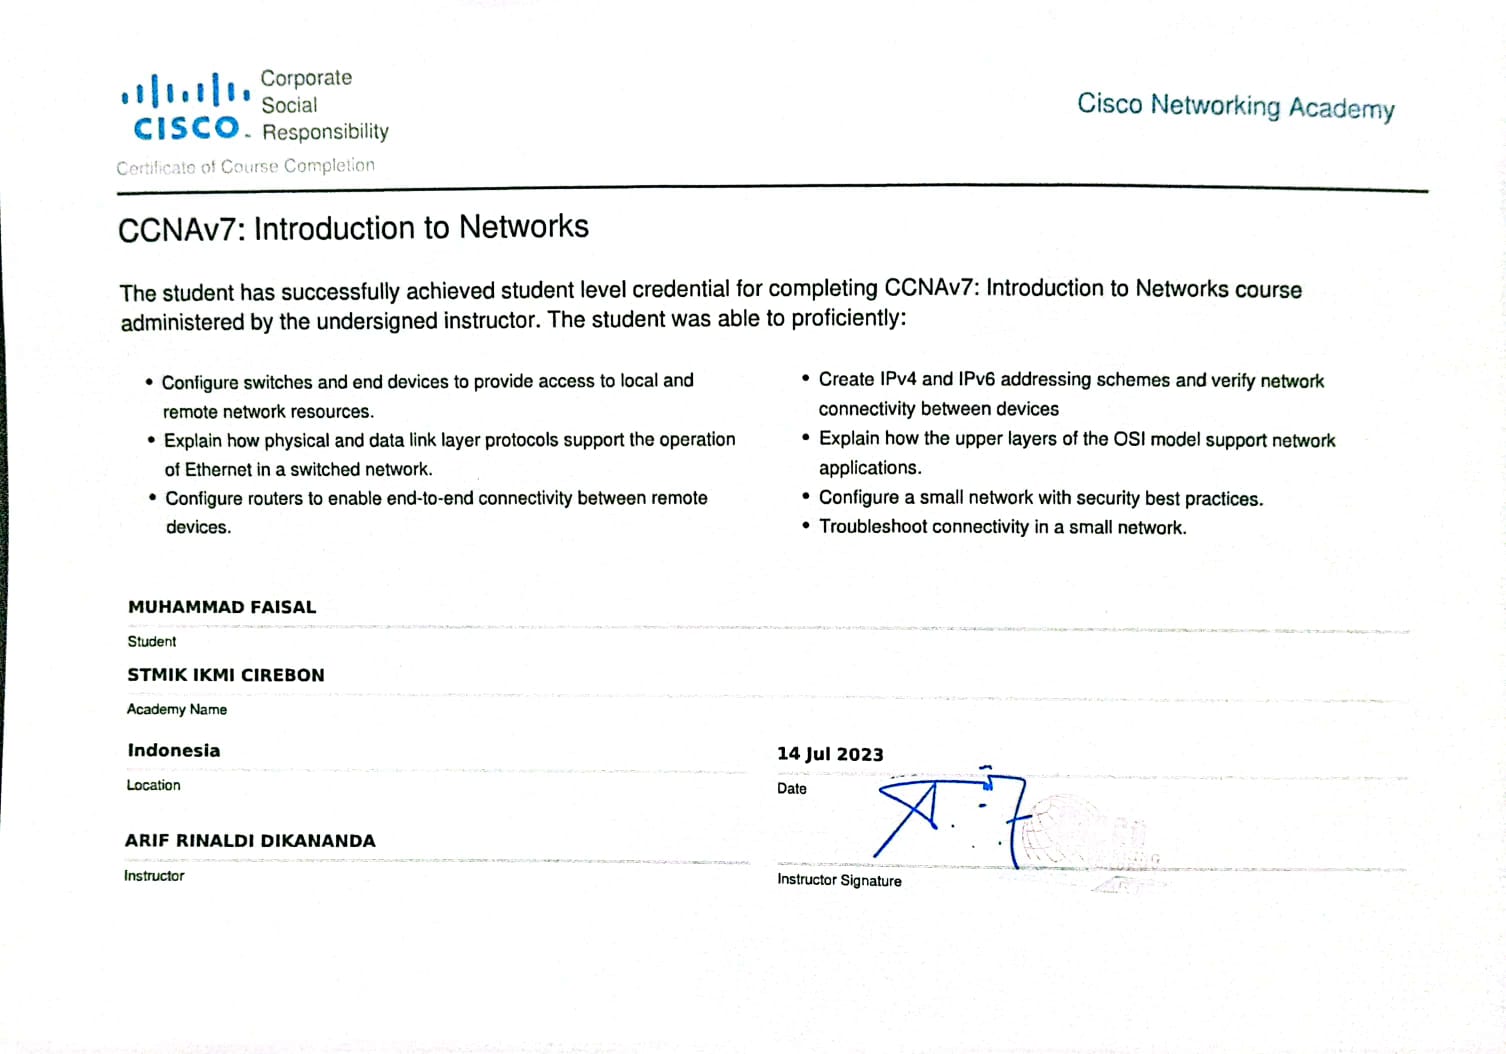 Corporate
Social
CISCO. Responsibility
Cisco Networking Academy
Certificate of Course Completion
CCNAv7: Introduction to Networks
The student has successfully achieved student level credential for completing CCNAv7: Introduction to Networks course
administered by the undersigned instructor. The student was able to proficiently:
• Configure switches and end devices to provide access to local and
remote network resources.
• Explain how physical and data link layer protocols support the operation
of Ethernet in a switched network.
• Configure routers to enable end-to-end connectivity between remote
devices.
• Create IPv4 and IPv6 addressing schemes and verify network
connectivity between devices
• Explain how the upper layers of the OSI model support network
applications.
• Configure a small network with security best practices.
• Troubleshoot connectivity in a small network.
MUHAMMAD FAISAL
Student
STMIK IKMI CIREBON
Academy Name
Indonesia
Location
14 Jul 2023
Date
ARIF RINALDI DIKANANDA
Instructor
Instructor Signature